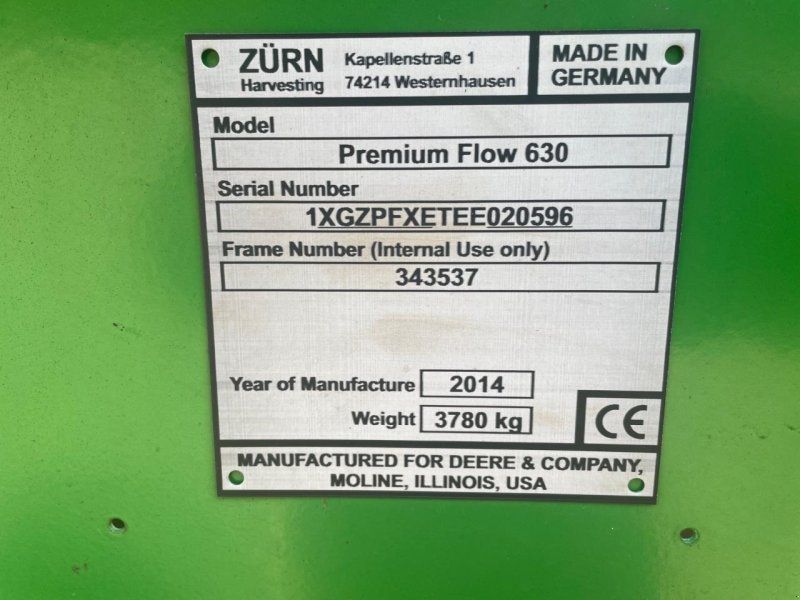 ZÜRN
Harvesting
Kapellenstraße 1
74214 Westernhausen
MADE IN
GERMANY
Model
Premium Flow 630
Serial Number
1XGZPFXETEE020596
Frame Number (Internal Use only)
343537
Year of Manufacture 2014
Weight 3780 kg
CE
MANUFACTURED FOR DEERE & COMPANY,
MOLINE, ILLINOIS, USA